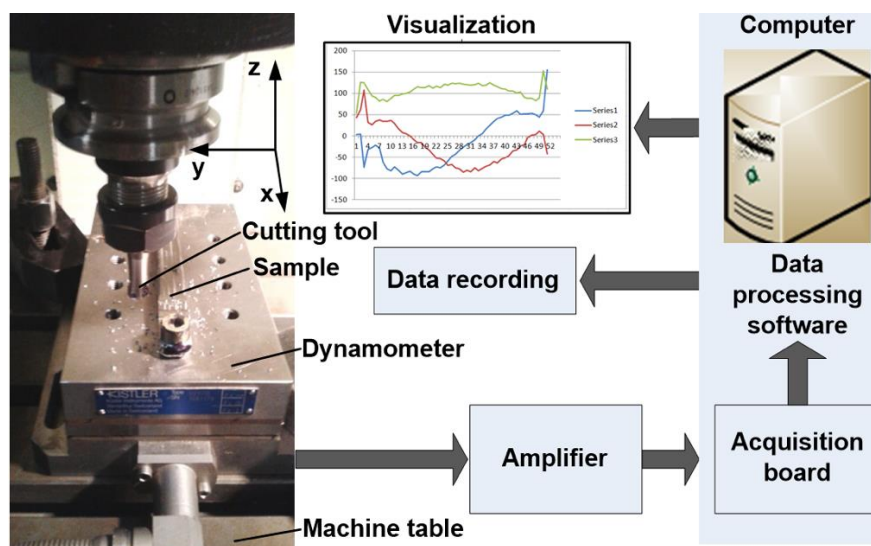 Visualization
Computer
z
y
x
200
150
100
50
0
-50
-100
-150
1 4 7 10 13 16 19 22 25 28 31 34 37 40 43 46 49 52
Series1
Series2
Series3
Cutting tool
Sample
Data recording
Data
processing
software
Dynamometer
KISTLER
Amplifier
Acquisition
board
Machine table